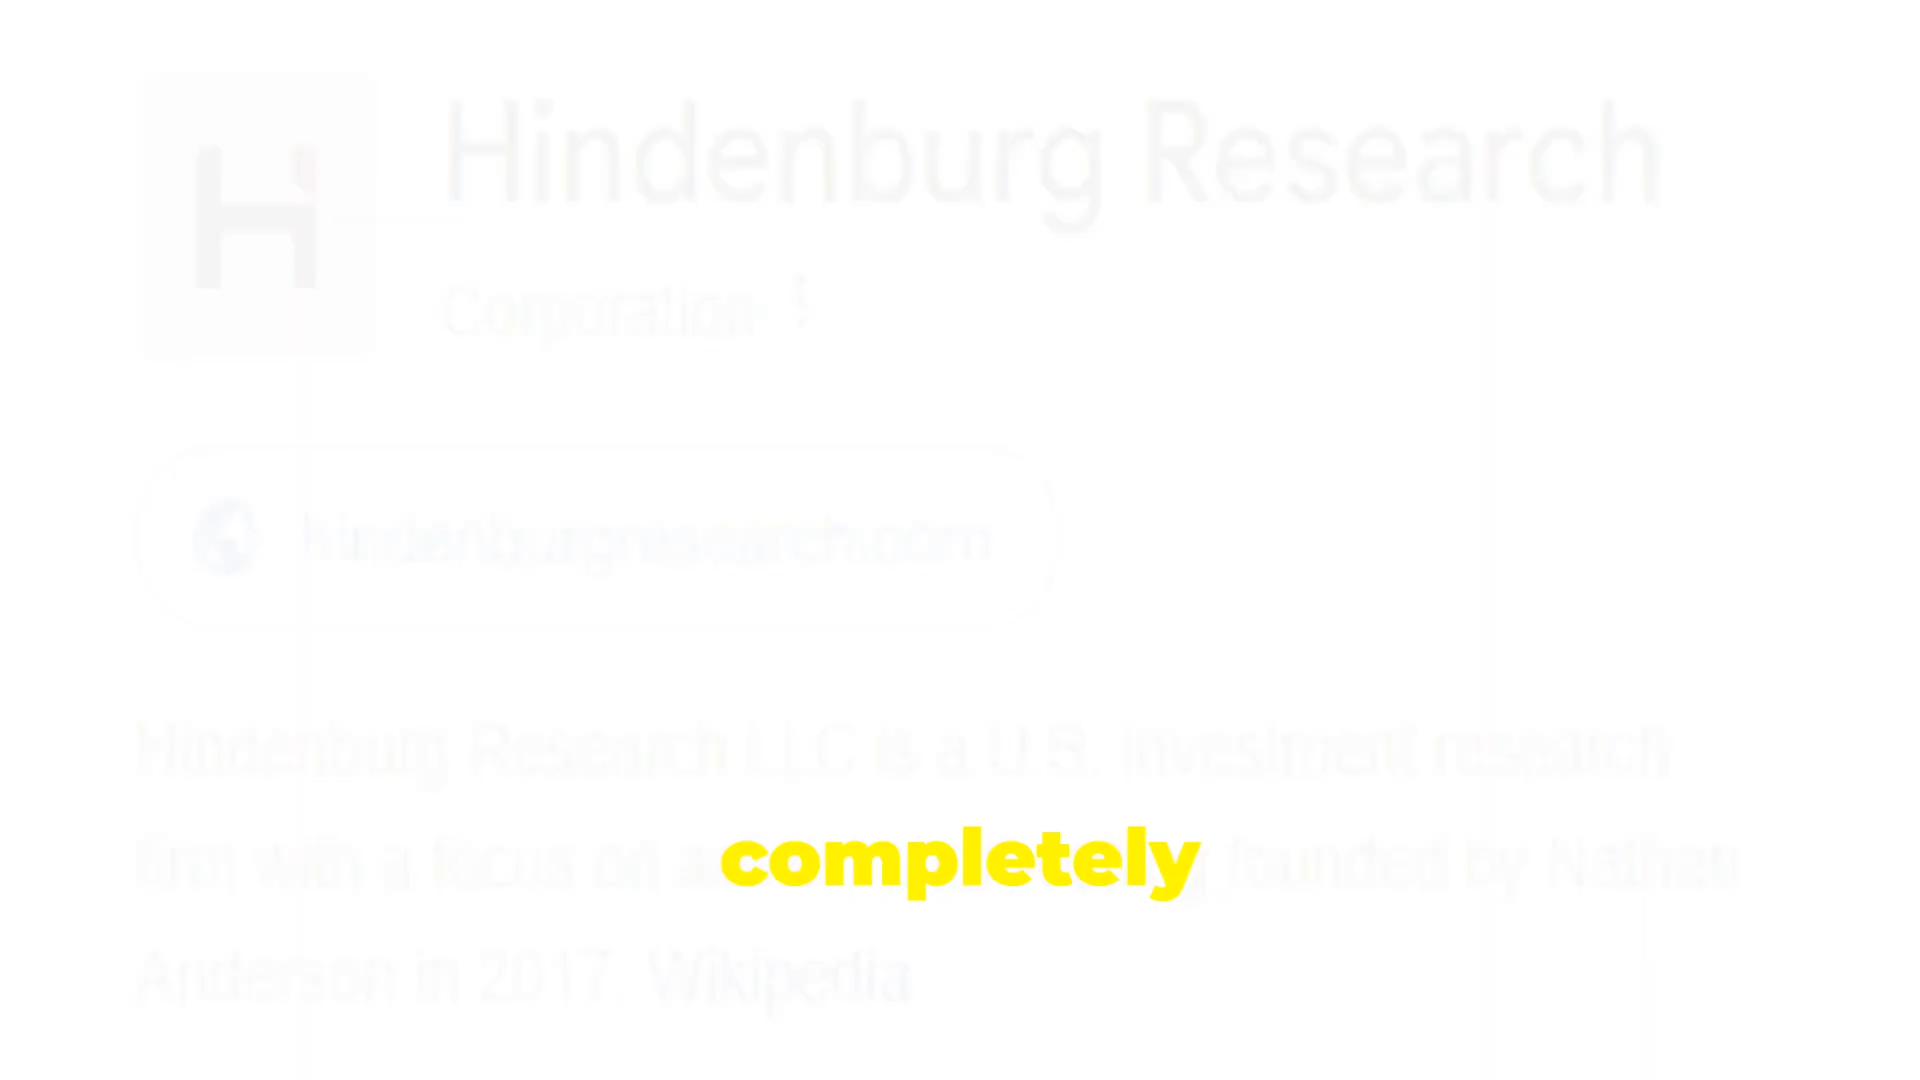 H
Hindenburg Research
Corporation
hindenburgresearch.com
Hindenburg Research LLC is a U.S. investment research
firm with a focus on completely founded by Nathan
Anderson in 2017. Wikipedia